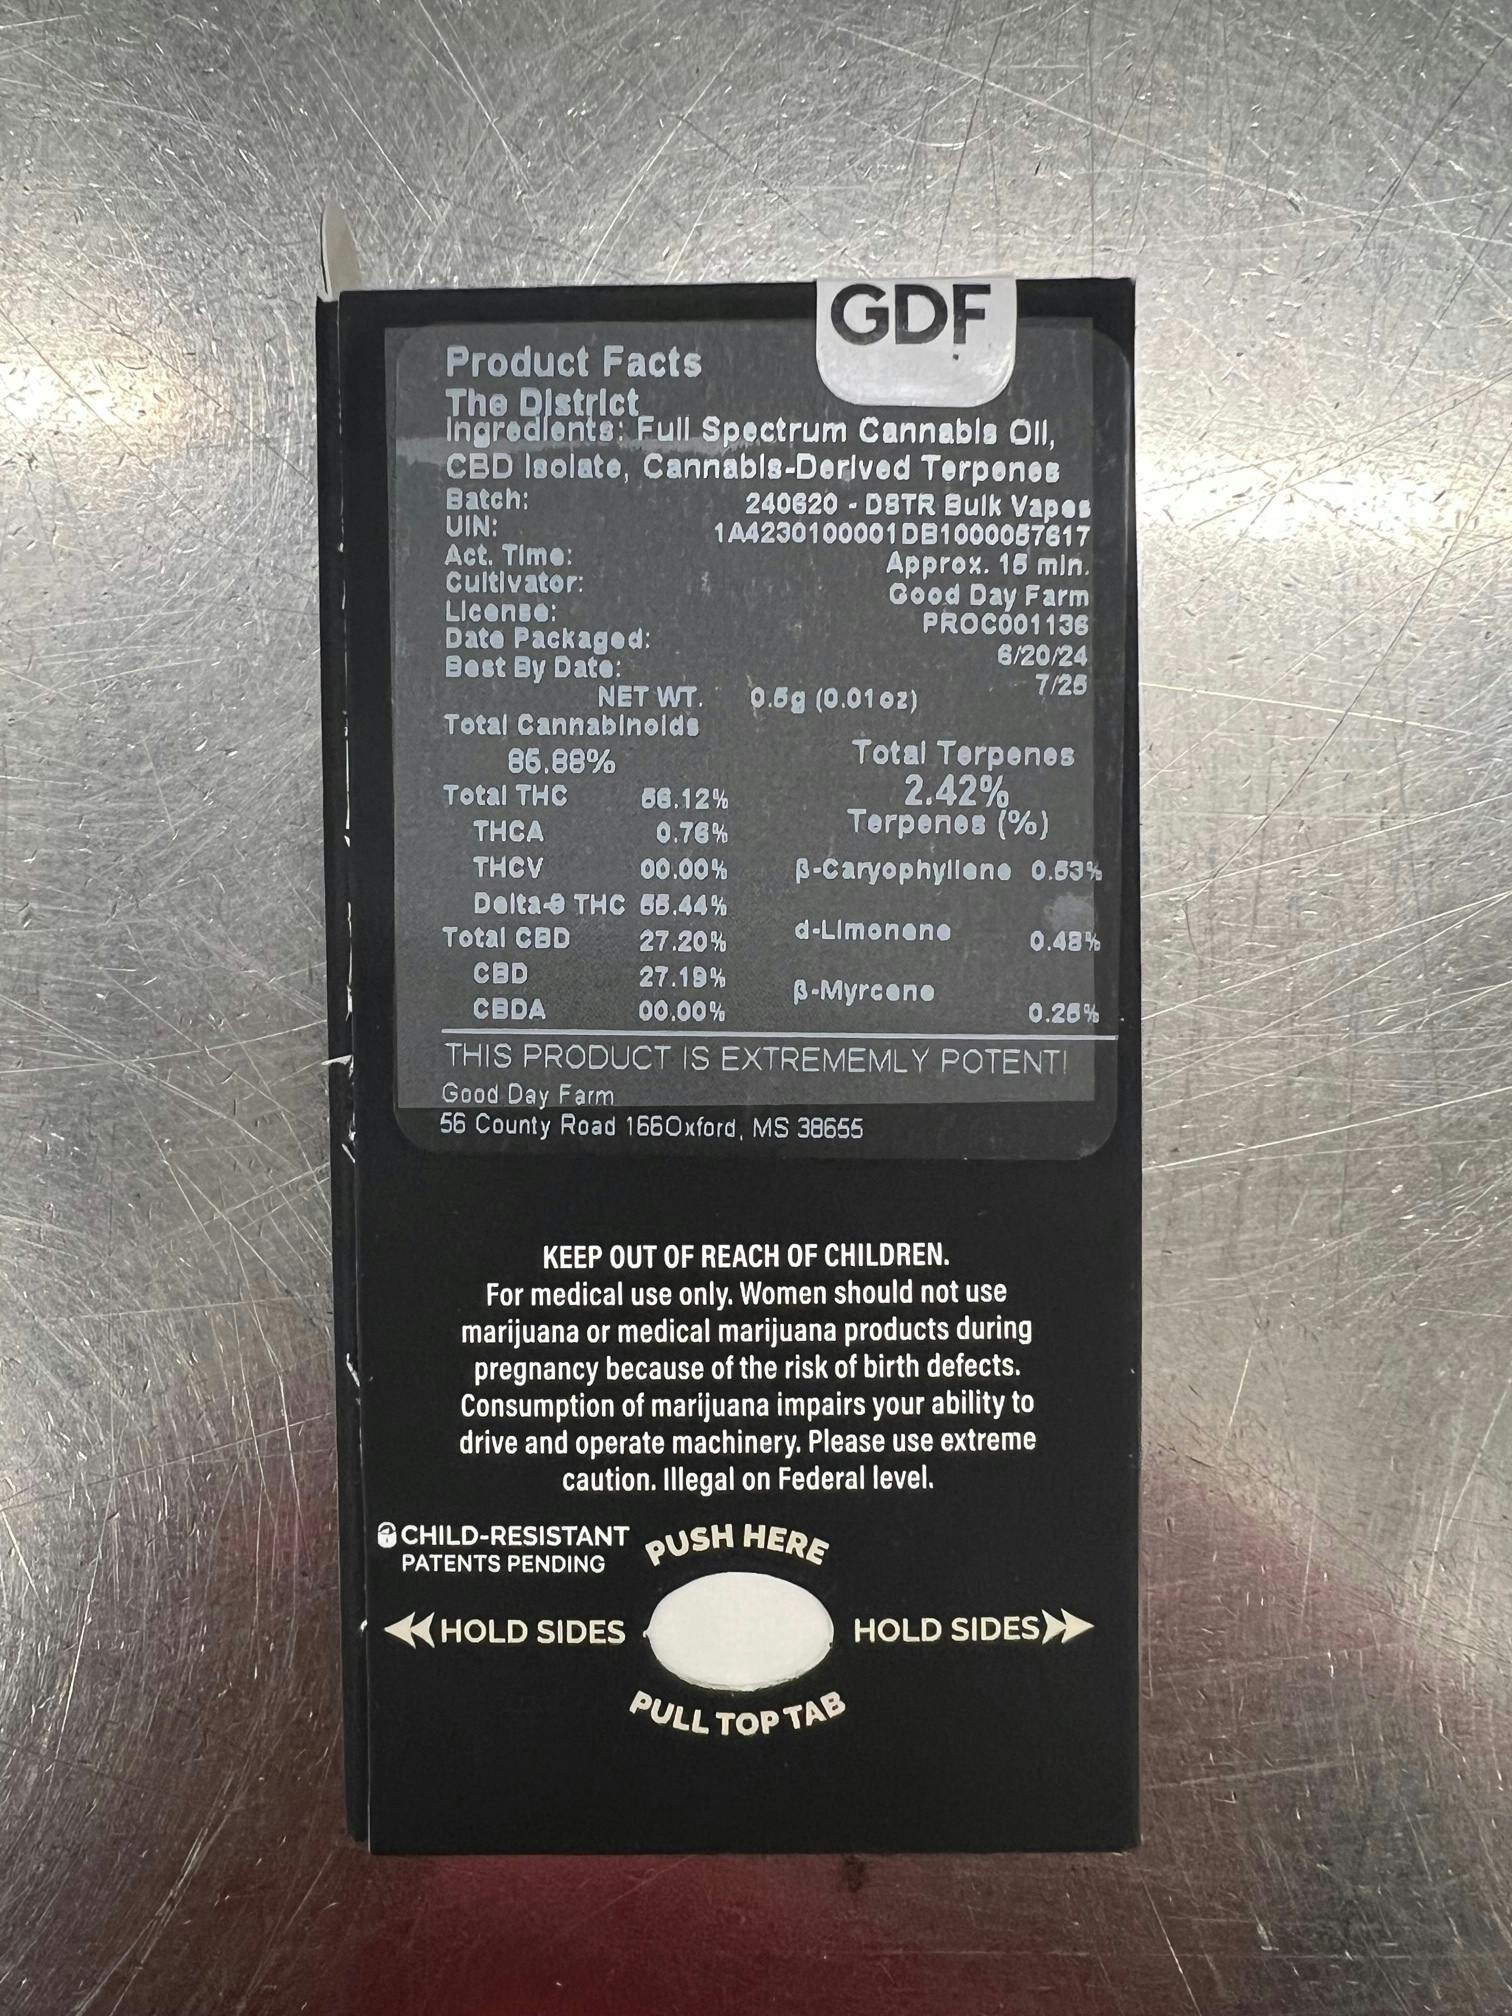 GDF
Product Facts
The District
Ingredients: Full Spectrum Cannabis Oil,
CBD Isolate, Cannabis-Derived Terpenes
Batch: 240620 - DSTR Bulk Vapes
UIN: 1A4230100001DB1000057617
Act. Time: Approx. 15 min.
Cultivator: Good Day Farm
License: PROC001136
Date Packaged: 6/20/24
Best By Date: 7/25
NET WT. 0.5g (0.01oz)
Total Cannabinoids
85.88%
Total Terpenes
2.42%
Terpenes (%)
Total THC 56.12%
THCA 0.76%
THCV 00.00%
Delta-9 THC 55.44%
Total CBD 27.20%
CBD 27.19%
CBDA 00.00%
β-Caryophyllene 0.53%
d-Limonene 0.48%
β-Myrcene 0.25%
THIS PRODUCT IS EXTREMEMLY POTENT!
Good Day Farm
56 County Road 166Oxford, MS 38655
KEEP OUT OF REACH OF CHILDREN.
For medical use only. Women should not use
marijuana or medical marijuana products during
pregnancy because of the risk of birth defects.
Consumption of marijuana impairs your ability to
drive and operate machinery. Please use extreme
caution. Illegal on Federal level.
CHILD-RESISTANT
PATENTS PENDING
PUSH HERE
HOLD SIDES HOLD SIDES
PULL TOP TAB